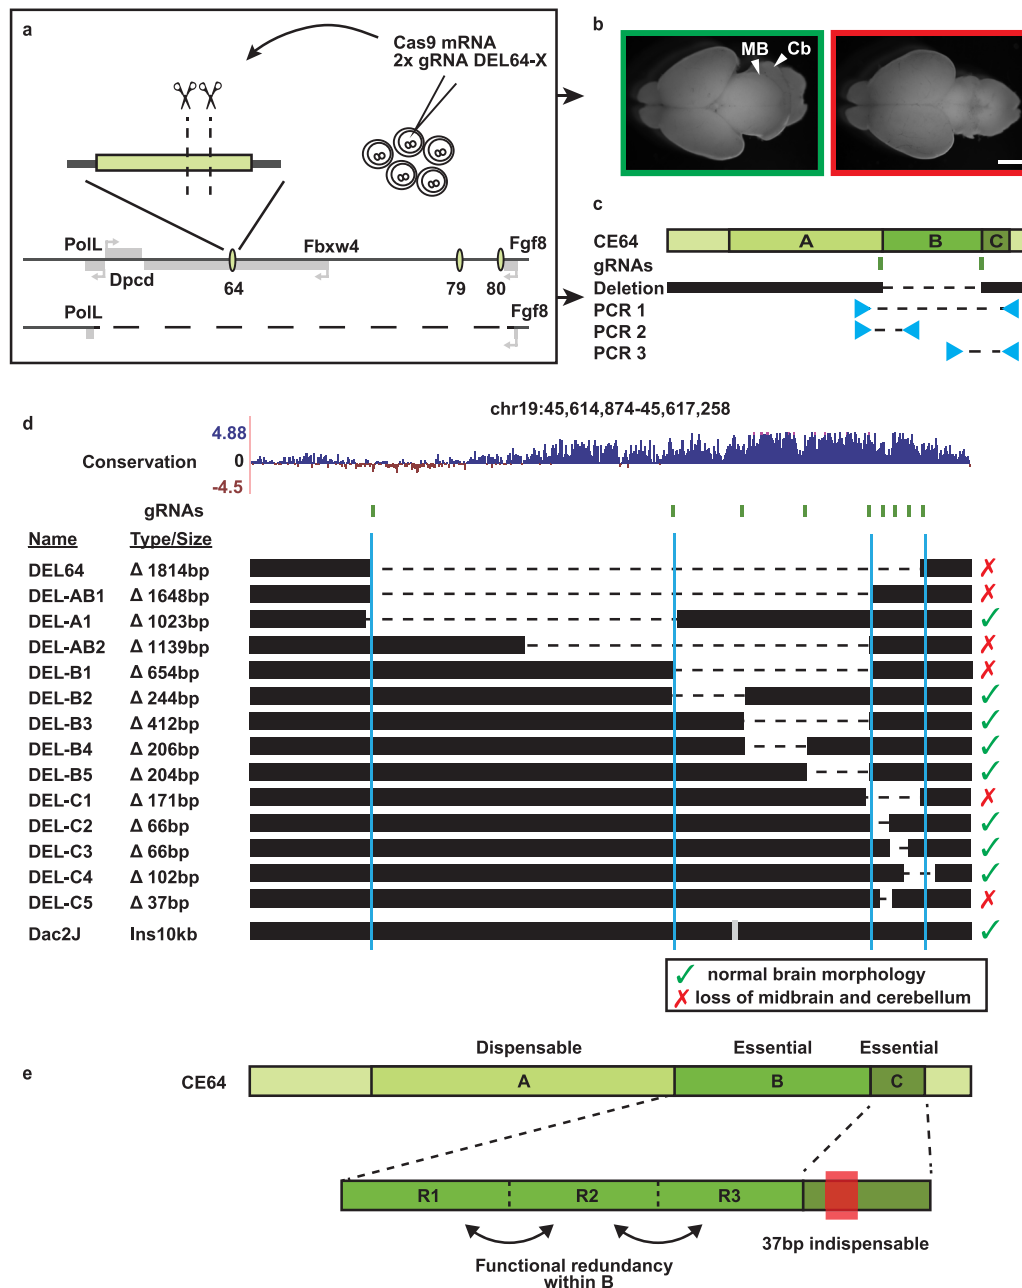 a
Cas9 mRNA
2x gRNA DEL64-X
PolL
Dpcd
Fbxw4
Fgf8
64
79
80
PolL
Fgf8
b
MB
Cb
c
CE64
A
B
C
gRNAs
Deletion
PCR 1
PCR 2
PCR 3
d
chr19:45,614,874-45,617,258
4.88
Conservation
0
-4.5
gRNAs
Name Type/Size
DEL64 Δ 1814bp ✗
DEL-AB1 Δ 1648bp ✗
DEL-A1 Δ 1023bp ✓
DEL-AB2 Δ 1139bp ✗
DEL-B1 Δ 654bp ✗
DEL-B2 Δ 244bp ✓
DEL-B3 Δ 412bp ✓
DEL-B4 Δ 206bp ✓
DEL-B5 Δ 204bp ✓
DEL-C1 Δ 171bp ✗
DEL-C2 Δ 66bp ✓
DEL-C3 Δ 66bp ✓
DEL-C4 Δ 102bp ✓
DEL-C5 Δ 37bp ✗
Dac2J Ins10kb ✓
✓ normal brain morphology
✗ loss of midbrain and cerebellum
e
Dispensable Essential Essential
CE64
A
B
C
R1
R2
R3
37bp indispensable
Functional redundancy
within B